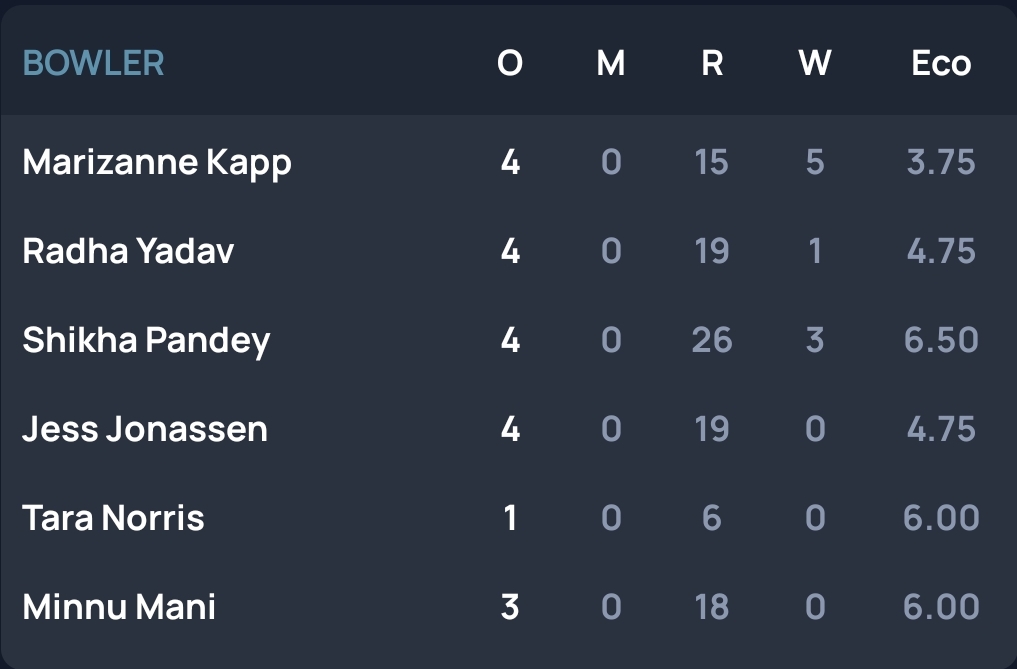 BOWLER O M R W Eco
Marizanne Kapp 4 0 15 5 3.75
Radha Yadav 4 0 19 1 4.75
Shikha Pandey 4 0 26 3 6.50
Jess Jonassen 4 0 19 0 4.75
Tara Norris 1 0 6 0 6.00
Minnu Mani 3 0 18 0 6.00